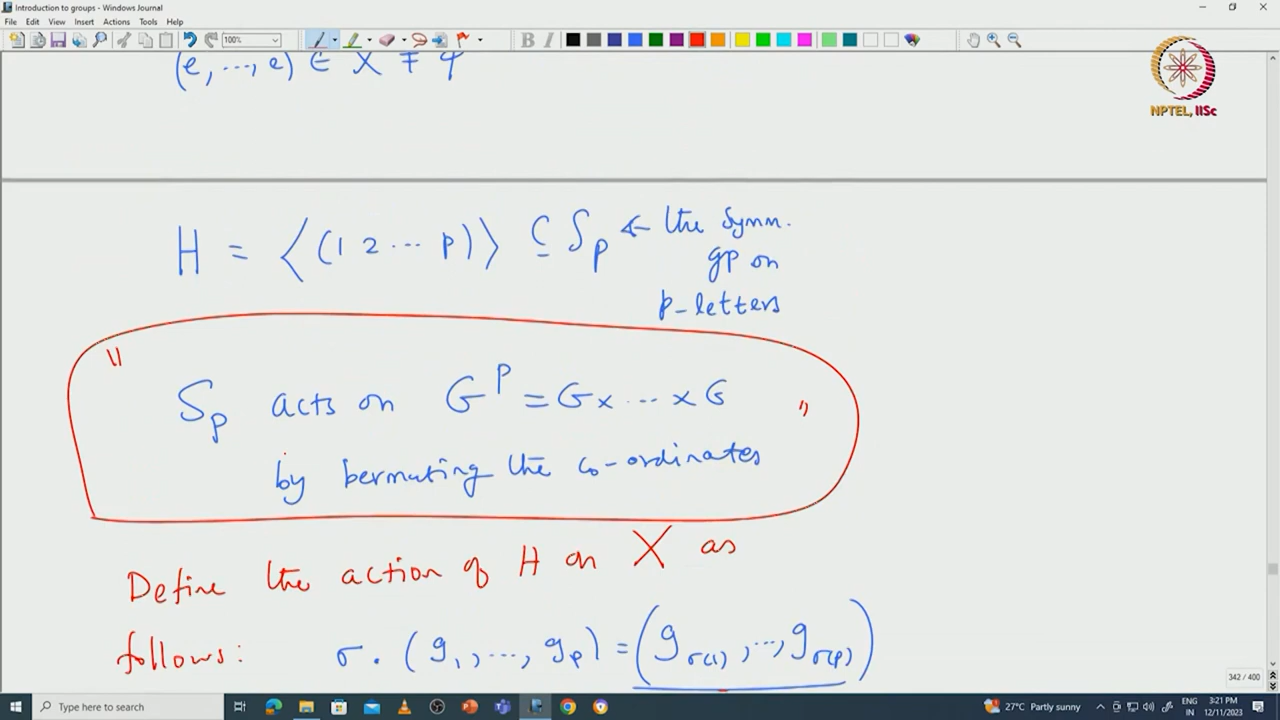 Introduction to groups - Windows Journal
File Edit View Insert Actions Tools Help
100%
B I
(e, ..., e) ∈ X ≠ φ
NPTEL, IISc
H = ⟨(1 2 ... p)⟩ ⊆ S_p ← the symm.
gp on
p-letters
"
S_p acts on G^p = G x ... x G "
by permuting the co-ordinates
Define the action of H on X as
follows: σ . (g_1, ..., g_p) = (g_σ(1), ..., g_σ(p))
342 / 400
Type here to search
27°C Partly sunny
ENG
IN
3:21 PM
12/11/2023